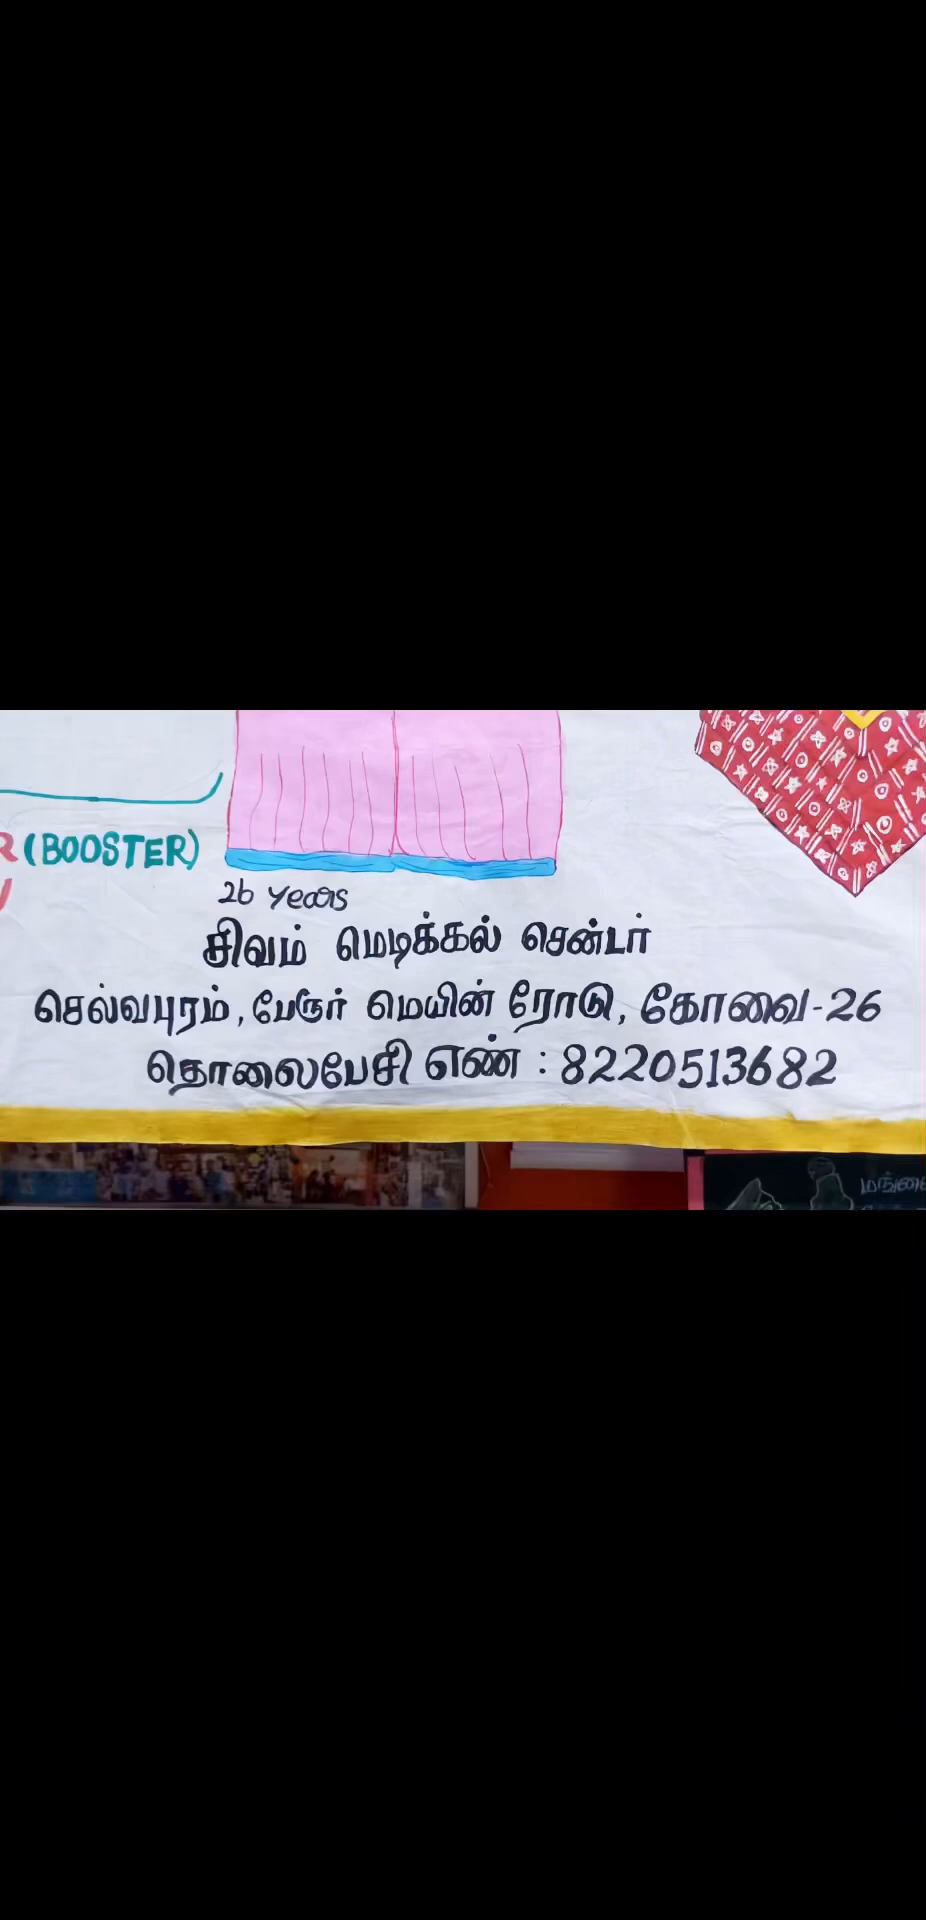 (BOOSTER)
26 years
சிவம் மெடிக்கல் சென்டர்
செல்வபுரம், பேரூர் மெயின் ரோடு, கோவை-26
தொலைபேசி எண் : 8220513682